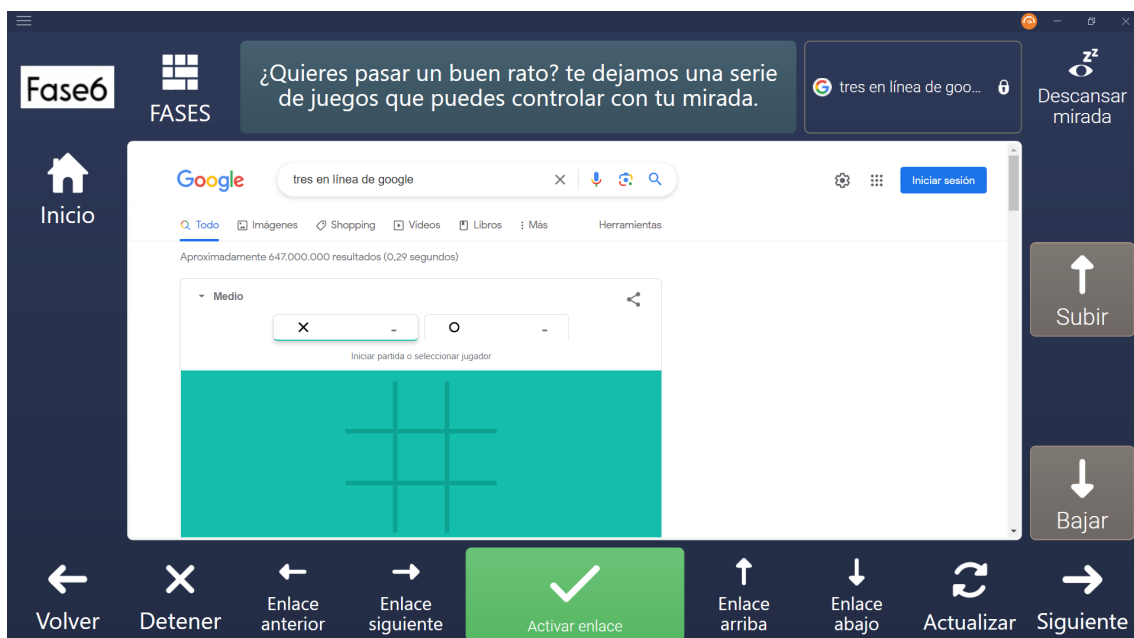 Fase6
FASES
¿Quieres pasar un buen rato? te dejamos una serie
de juegos que puedes controlar con tu mirada.
tres en línea de goo...
zz
Descansar
mirada
Inicio
Google
tres en línea de google
Iniciar sesión
Todo Imágenes Shopping Videos Libros Más Herramientas
Aproximadamente 647.000.000 resultados (0,29 segundos)
Medio
X - O -
Iniciar partida o seleccionar jugador
Subir
Bajar
Volver
Detener
Enlace
anterior
Enlace
siguiente
Activar enlace
Enlace
arriba
Enlace
abajo
Actualizar
Siguiente